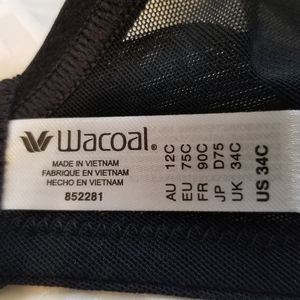 Wacoal®
MADE IN VIETNAM
FABRIQUE EN VIETNAM
HECHO EN VIETNAM
852281
AU 12C
EU 75C
FR 90C
JP D75
UK 34C
US 34C